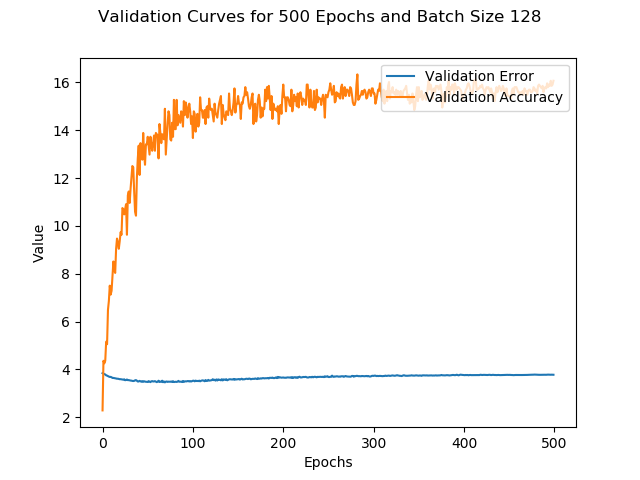 Validation Curves for 500 Epochs and Batch Size 128
Validation Error
Validation Accuracy
16
14
12
10
8
6
4
2
Value
0
100
200
300
400
500
Epochs